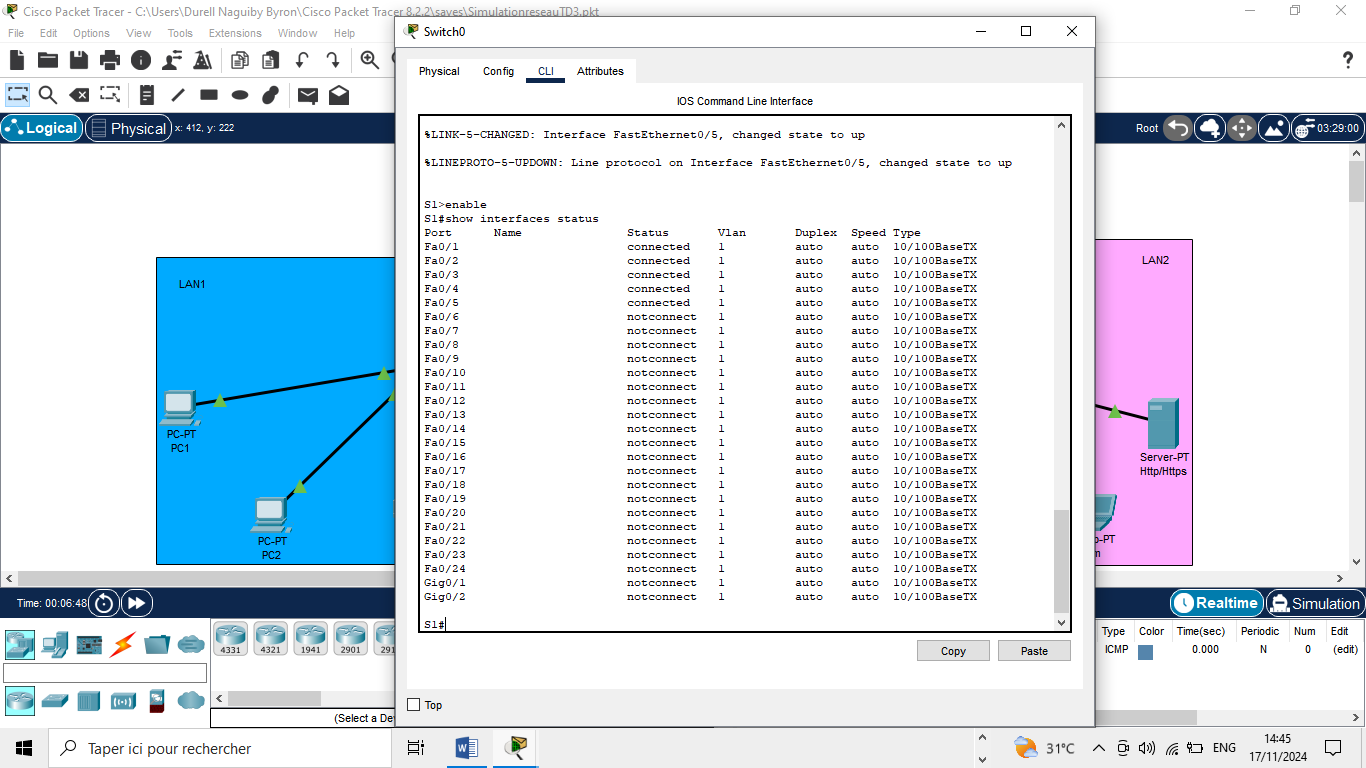 Cisco Packet Tracer - C:\Users\Durell Naguiby Byron\Cisco Packet Tracer 8.2.2\saves\SimulationreseauTD3.pkt
File Edit Options View Tools Extensions Window Help
Logical Physical x: 412, y: 222
Root 03:29:00
Switch0
Physical Config CLI Attributes
IOS Command Line Interface
%LINK-5-CHANGED: Interface FastEthernet0/5, changed state to up
%LINEPROTO-5-UPDOWN: Line protocol on Interface FastEthernet0/5, changed state to up
S1>enable
S1#show interfaces status
Port Name Status Vlan Duplex Speed Type
Fa0/1 connected 1 auto auto 10/100BaseTX
Fa0/2 connected 1 auto auto 10/100BaseTX
Fa0/3 connected 1 auto auto 10/100BaseTX
Fa0/4 connected 1 auto auto 10/100BaseTX
Fa0/5 connected 1 auto auto 10/100BaseTX
Fa0/6 notconnect 1 auto auto 10/100BaseTX
Fa0/7 notconnect 1 auto auto 10/100BaseTX
Fa0/8 notconnect 1 auto auto 10/100BaseTX
Fa0/9 notconnect 1 auto auto 10/100BaseTX
Fa0/10 notconnect 1 auto auto 10/100BaseTX
Fa0/11 notconnect 1 auto auto 10/100BaseTX
Fa0/12 notconnect 1 auto auto 10/100BaseTX
Fa0/13 notconnect 1 auto auto 10/100BaseTX
Fa0/14 notconnect 1 auto auto 10/100BaseTX
Fa0/15 notconnect 1 auto auto 10/100BaseTX
Fa0/16 notconnect 1 auto auto 10/100BaseTX
Fa0/17 notconnect 1 auto auto 10/100BaseTX
Fa0/18 notconnect 1 auto auto 10/100BaseTX
Fa0/19 notconnect 1 auto auto 10/100BaseTX
Fa0/20 notconnect 1 auto auto 10/100BaseTX
Fa0/21 notconnect 1 auto auto 10/100BaseTX
Fa0/22 notconnect 1 auto auto 10/100BaseTX
Fa0/23 notconnect 1 auto auto 10/100BaseTX
Fa0/24 notconnect 1 auto auto 10/100BaseTX
Gig0/1 notconnect 1 auto auto 10/100BaseTX
Gig0/2 notconnect 1 auto auto 10/100BaseTX
S1#
Copy Paste
Top
LAN1
PC-PT
PC1
PC-PT
PC2
LAN2
Server-PT
Http/Https
Time: 00:06:48
Realtime Simulation
4331 4321 1941 2901 291
(Select a Dev
Type Color Time(sec) Periodic Num Edit
ICMP 0.000 N 0 (edit)
Taper ici pour rechercher
31°C ENG
14:45
17/11/2024